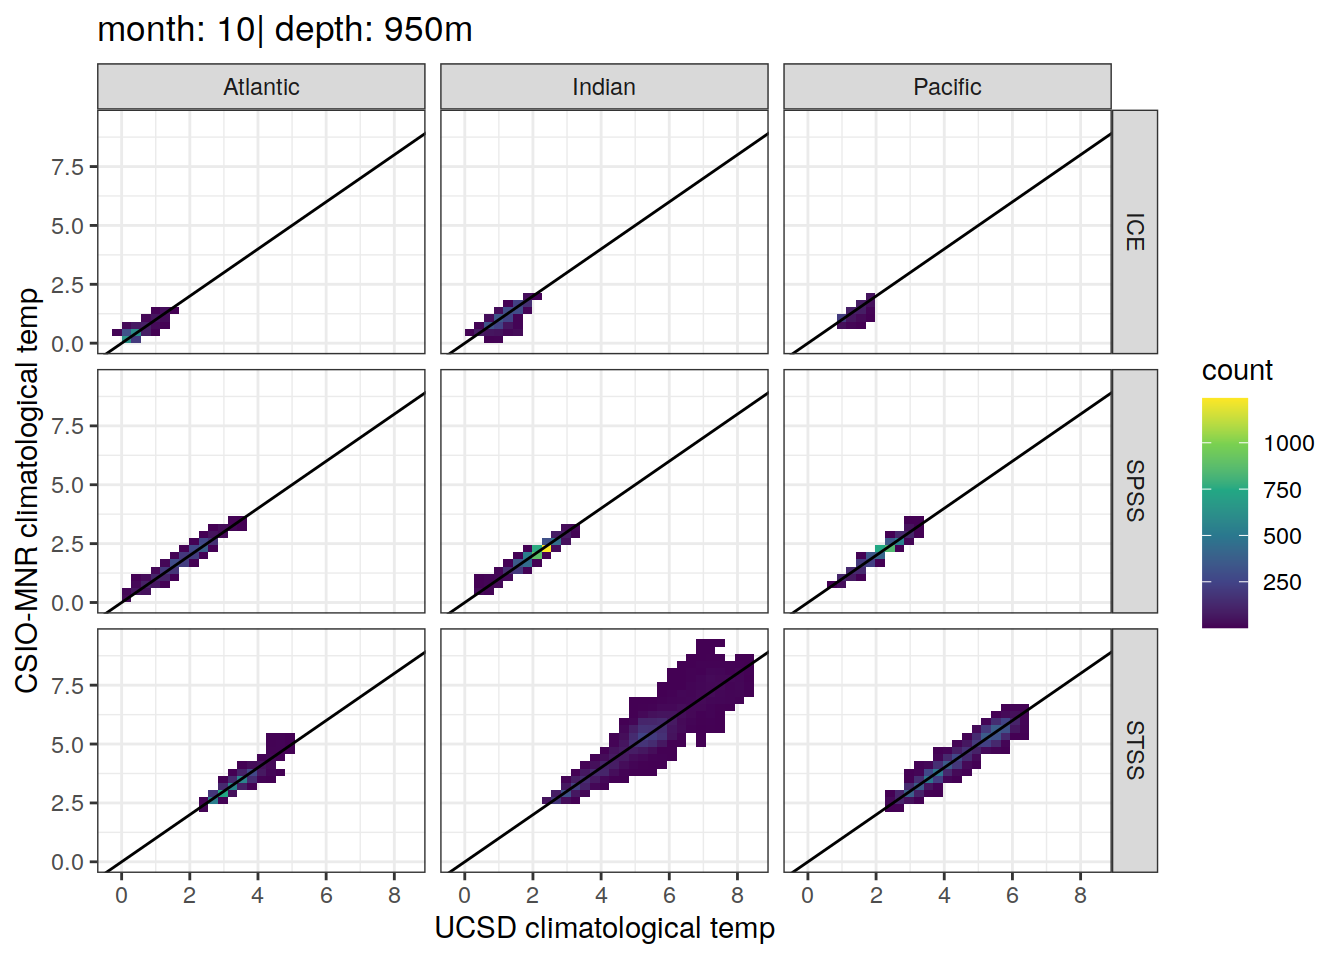 month: 10| depth: 950m
Atlantic
Indian
Pacific
7.5
5.0
2.5
0.0
ICE
7.5
5.0
2.5
0.0
SPSS
7.5
5.0
2.5
0.0
STSS
0 2 4 6 8
0 2 4 6 8
0 2 4 6 8
UCSD climatological temp
CSIO-MNR climatological temp
count
1000
750
500
250